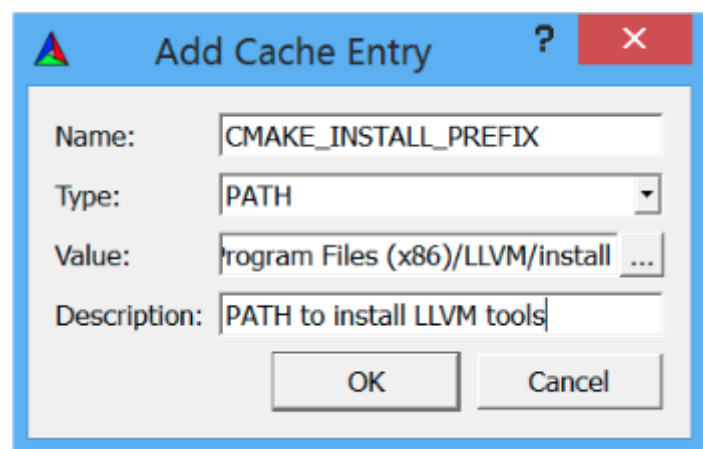 Add Cache Entry ?
Name: CMAKE_INSTALL_PREFIX
Type: PATH
Value: rogram Files (x86)/LLVM/install ...
Description: PATH to install LLVM tools
OK Cancel